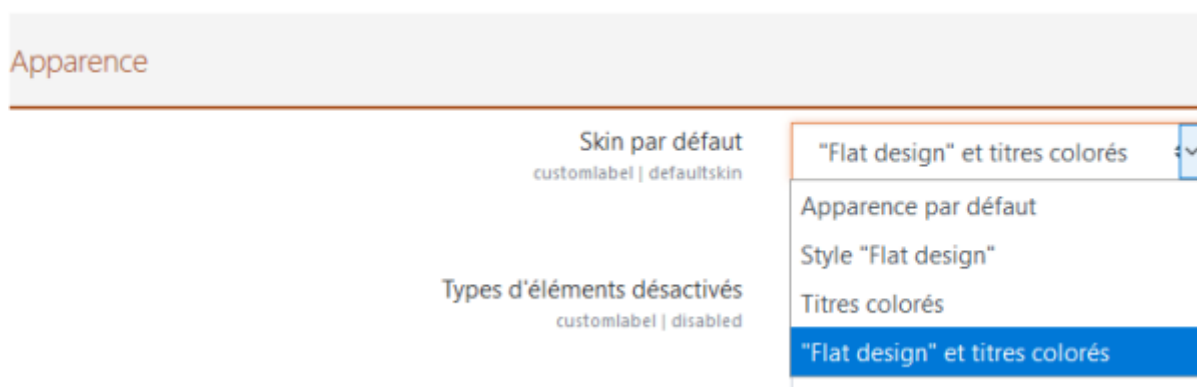 Apparence
Skin par défaut
customlabel | defaultskin
"Flat design" et titres colorés
Apparence par défaut
Style "Flat design"
Titres colorés
"Flat design" et titres colorés
Types d'éléments désactivés
customlabel | disabled